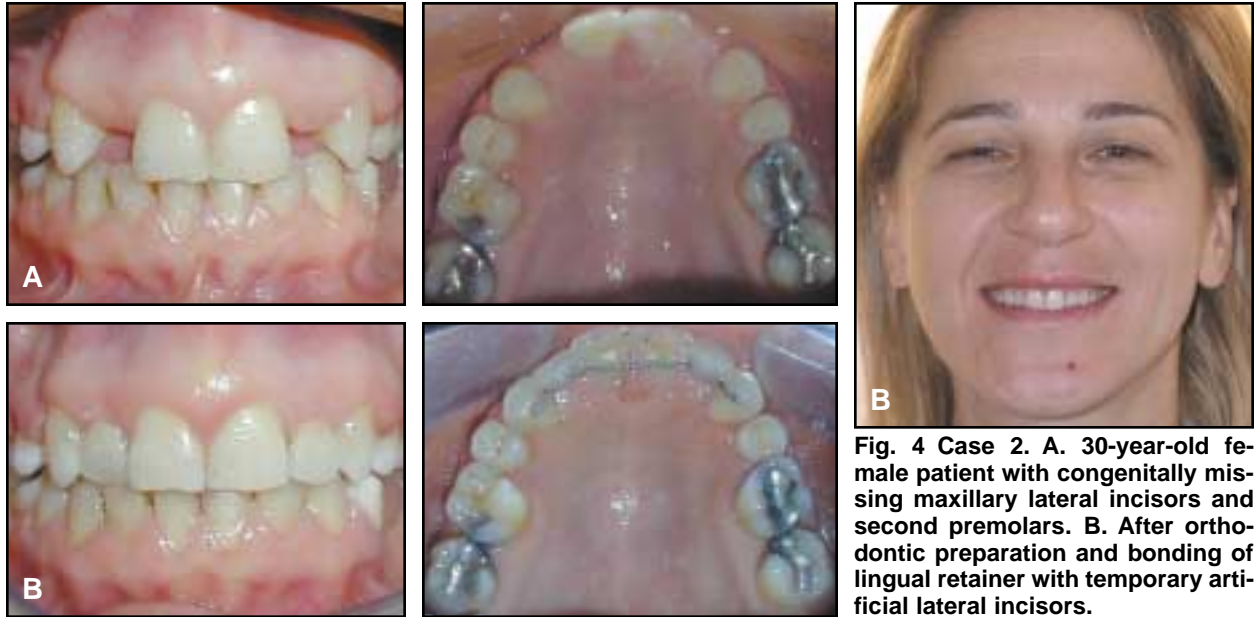 A
B
B
Fig. 4 Case 2. A. 30-year-old fe-
male patient with congenitally mis-
sing maxillary lateral incisors and
second premolars. B. After ortho-
dontic preparation and bonding of
lingual retainer with temporary arti-
ficial lateral incisors.